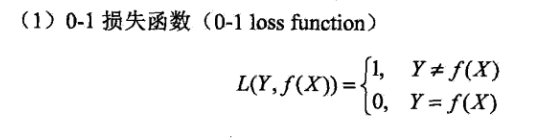 (1) 0-1 损失函数 (0-1 loss function)
L(Y, f(X)) = {1, Y ≠ f(X)
0, Y = f(X)